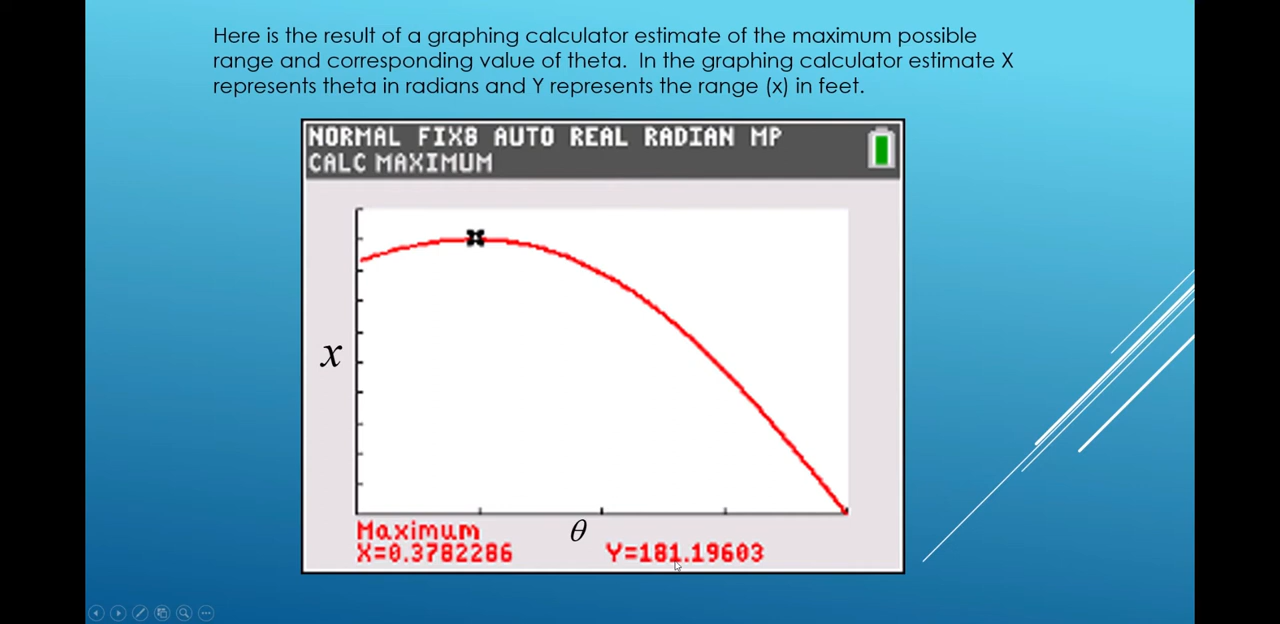 Here is the result of a graphing calculator estimate of the maximum possible
range and corresponding value of theta.  In the graphing calculator estimate X
represents theta in radians and Y represents the range (x) in feet.
NORMAL FIX8 AUTO REAL RADIAN MP
CALC MAXIMUM
x
θ
Maximum
X=0.3782286 Y=181.19603